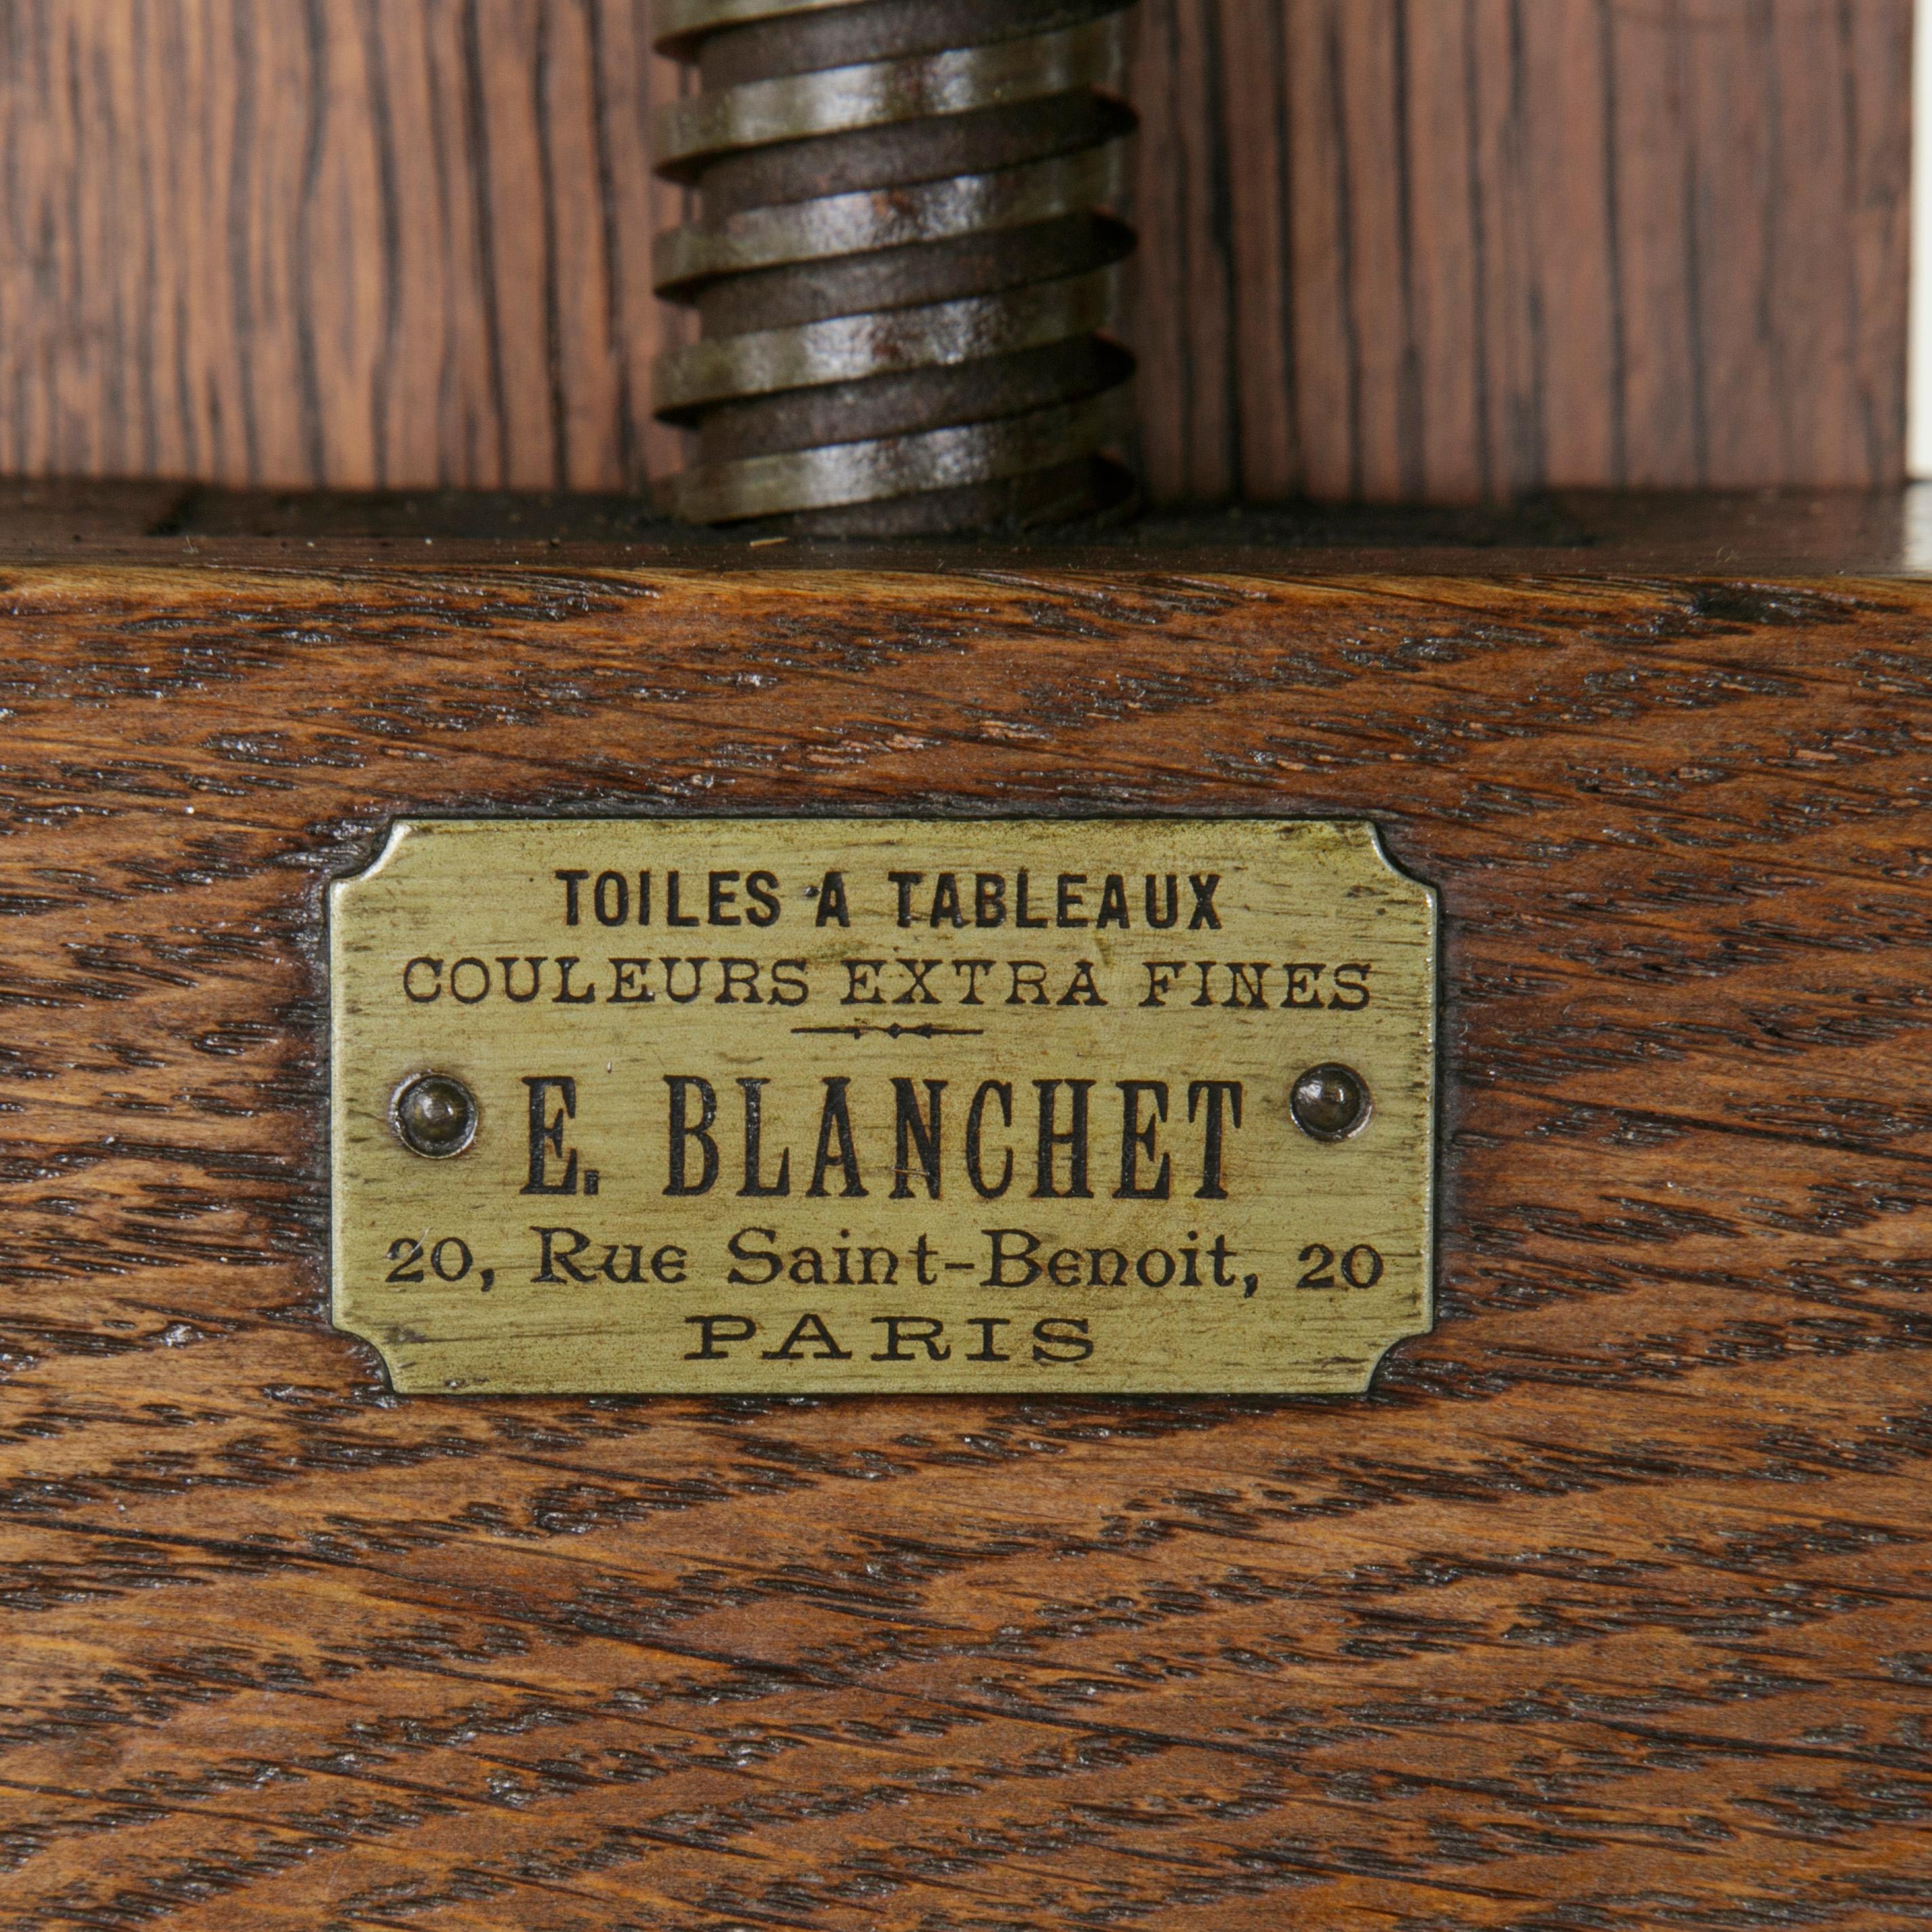 TOILES A TABLEAUX
COULEURS EXTRA FINES
E. BLANCHET
20, Rue Saint-Benoit, 20
PARIS